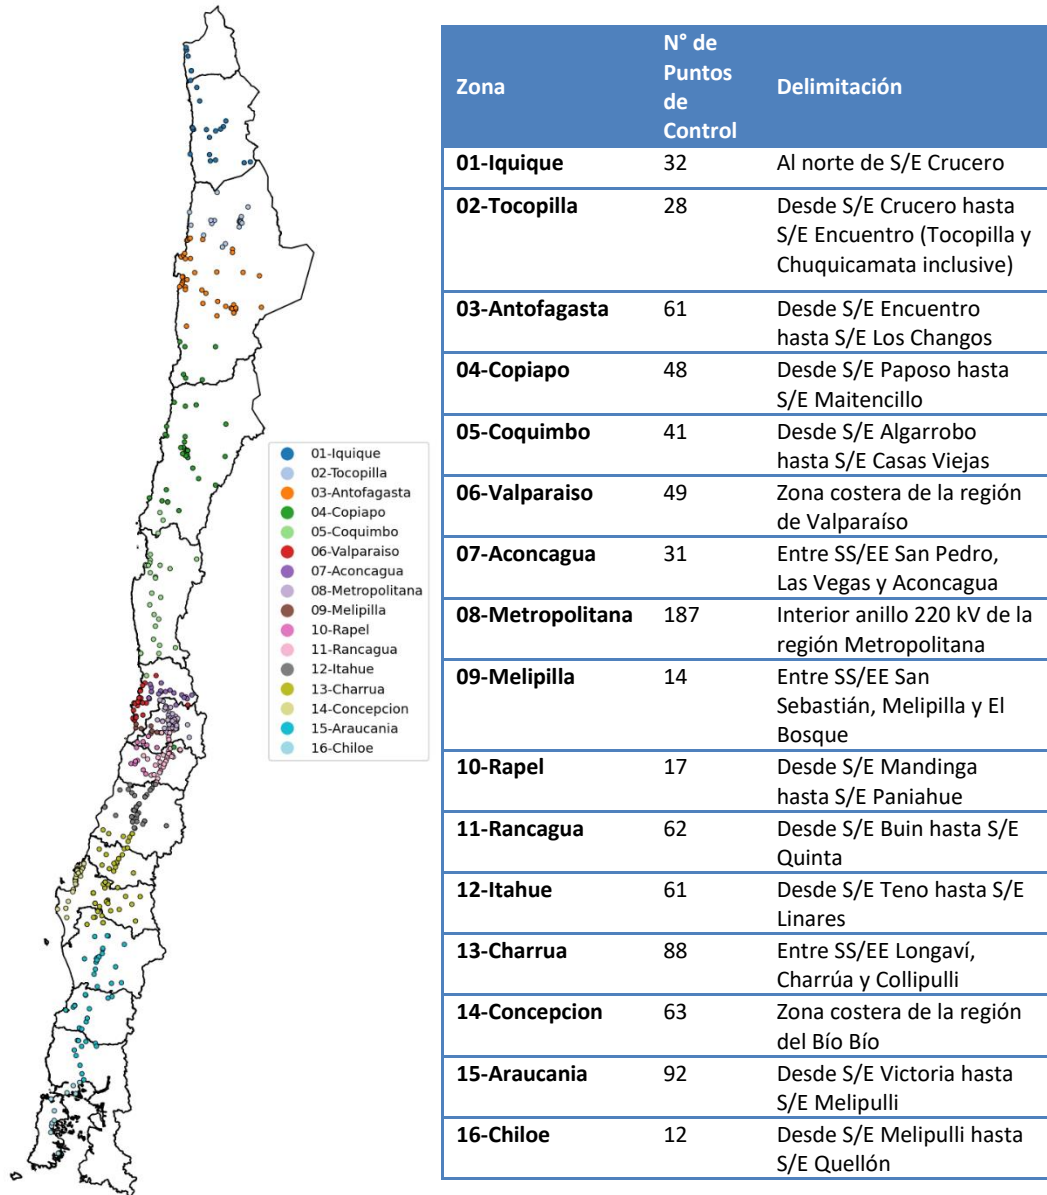 01-Iquique
02-Tocopilla
03-Antofagasta
04-Copiapo
05-Coquimbo
06-Valparaiso
07-Aconcagua
08-Metropolitana
09-Melipilla
10-Rapel
11-Rancagua
12-Itahue
13-Charrua
14-Concepcion
15-Araucania
16-Chiloe
Zona
N° de
Puntos
de
Control
Delimitación
01-Iquique 32 Al norte de S/E Crucero
02-Tocopilla 28 Desde S/E Crucero hasta
S/E Encuentro (Tocopilla y
Chuquicamata inclusive)
03-Antofagasta 61 Desde S/E Encuentro
hasta S/E Los Changos
04-Copiapo 48 Desde S/E Paposo hasta
S/E Maitencillo
05-Coquimbo 41 Desde S/E Algarrobo
hasta S/E Casas Viejas
06-Valparaiso 49 Zona costera de la región
de Valparaíso
07-Aconcagua 31 Entre SS/EE San Pedro,
Las Vegas y Aconcagua
08-Metropolitana 187 Interior anillo 220 kV de la
región Metropolitana
09-Melipilla 14 Entre SS/EE San
Sebastián, Melipilla y El
Bosque
10-Rapel 17 Desde S/E Mandinga
hasta S/E Paniahue
11-Rancagua 62 Desde S/E Buin hasta S/E
Quinta
12-Itahue 61 Desde S/E Teno hasta S/E
Linares
13-Charrua 88 Entre SS/EE Longaví,
Charrúa y Collipulli
14-Concepcion 63 Zona costera de la región
del Bío Bío
15-Araucania 92 Desde S/E Victoria hasta
S/E Melipulli
16-Chiloe 12 Desde S/E Melipulli hasta
S/E Quellón